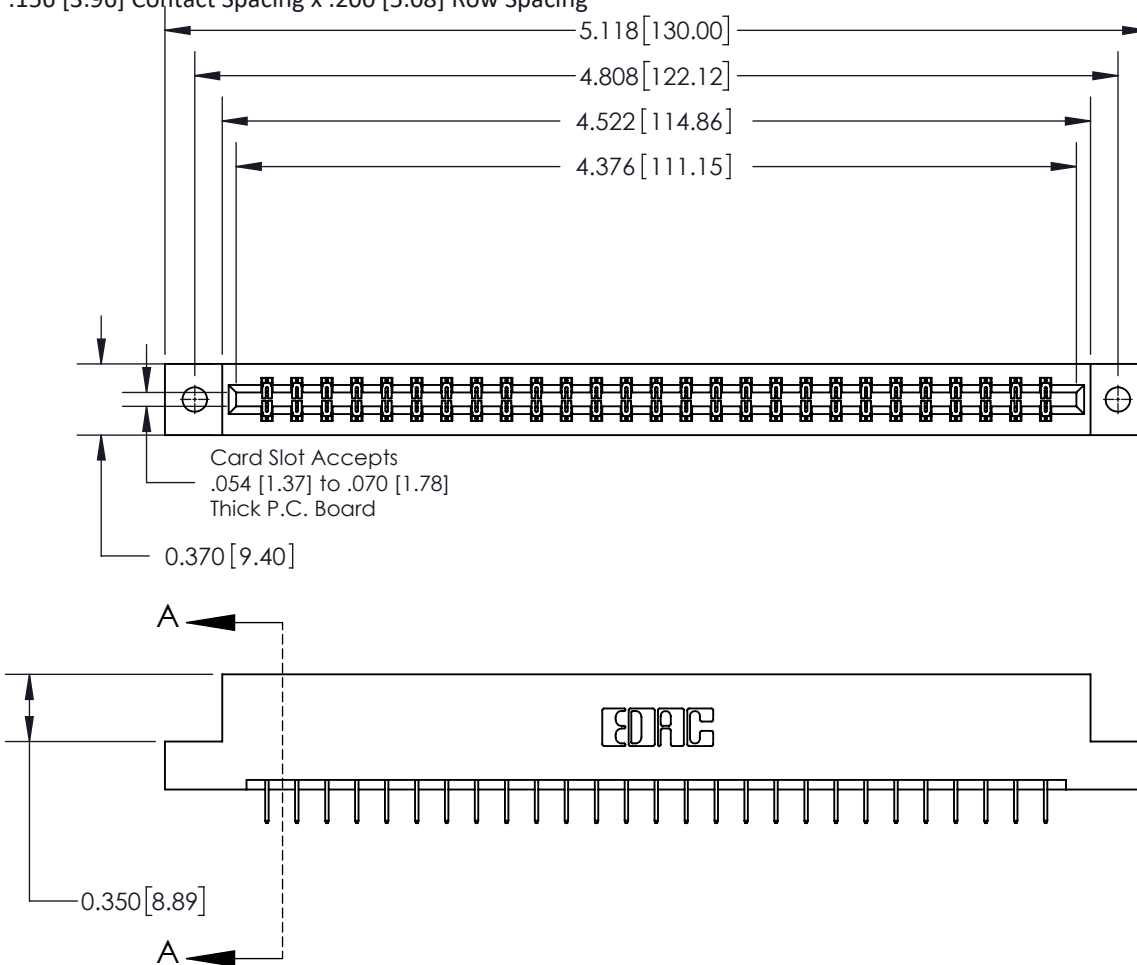 .156 [3.96] Contact Spacing x .200 [5.08] Row Spacing
5.118[130.00]
4.808[122.12]
4.522[114.86]
4.376[111.15]
Card Slot Accepts
.054 [1.37] to .070 [1.78]
Thick P.C. Board
0.370[9.40]
A
EDAC
0.350[8.89]
A